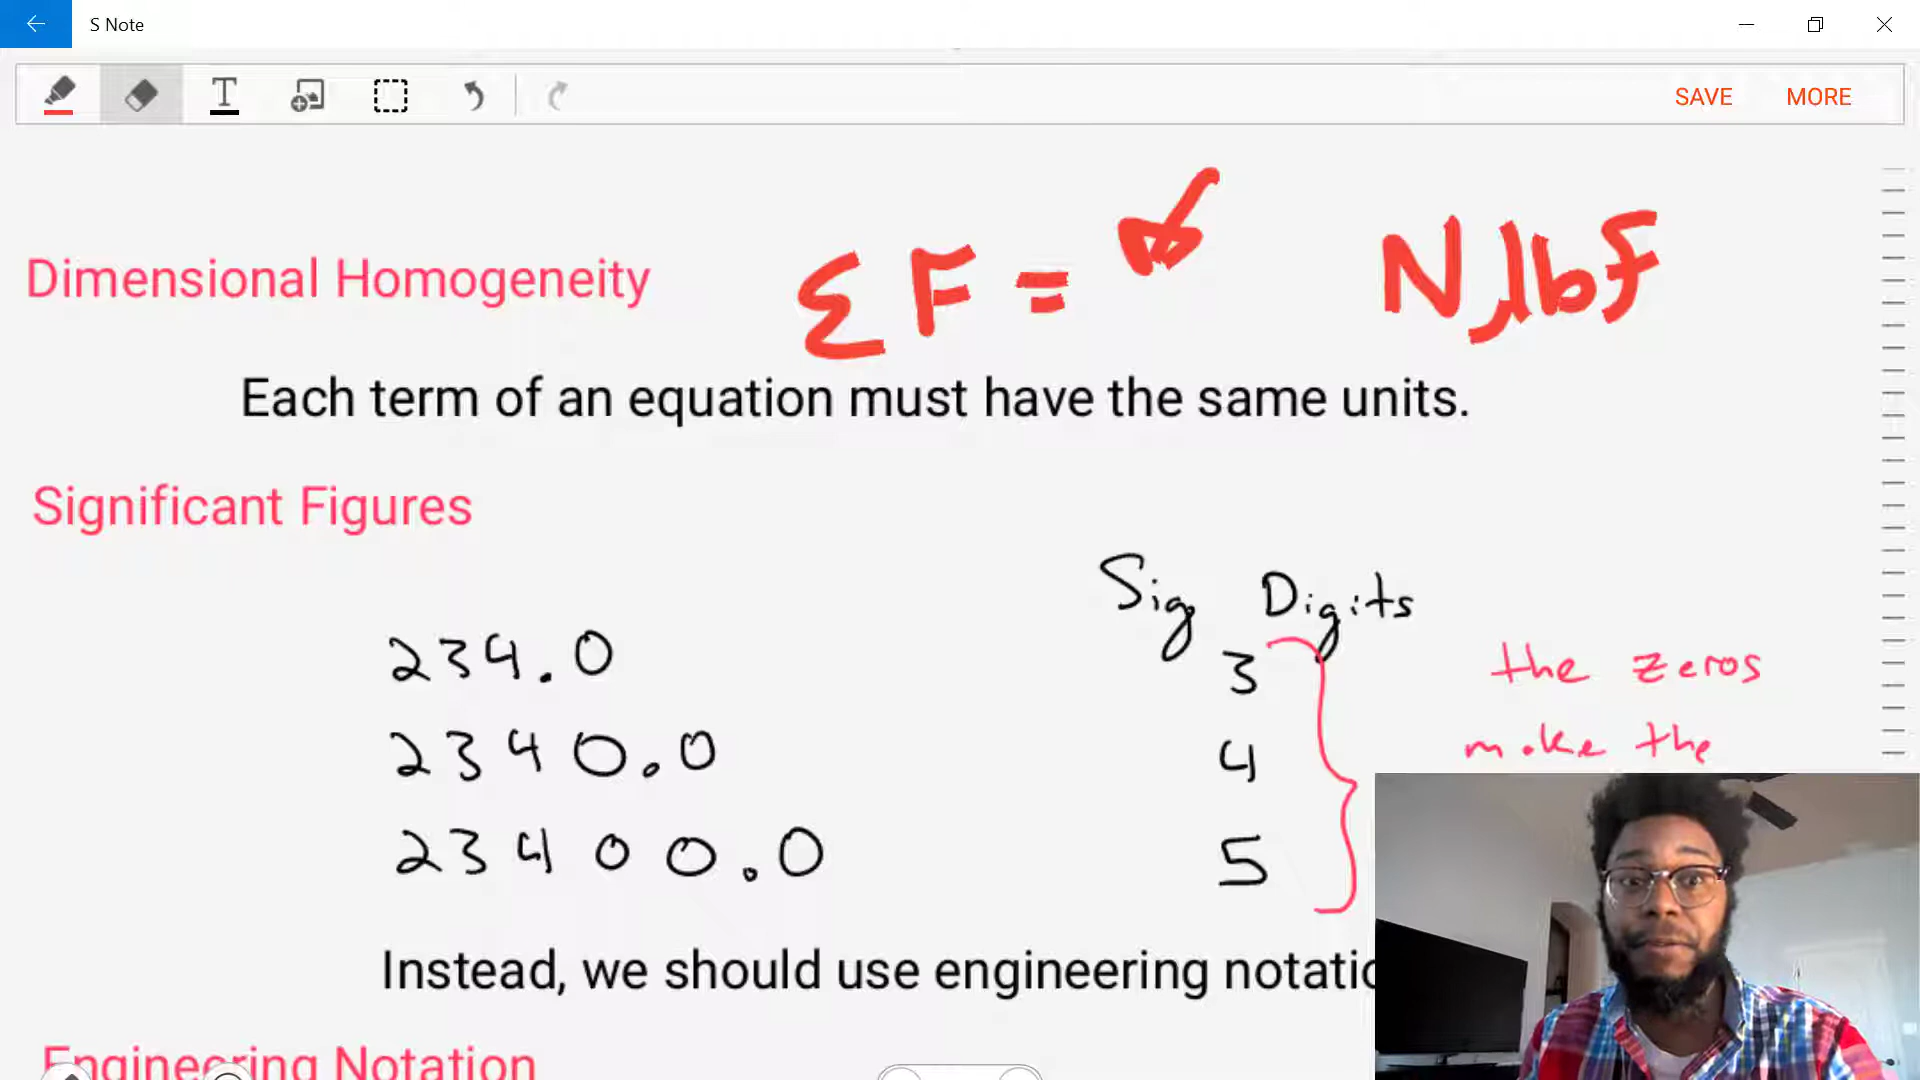 S Note
T SAVE MORE
Dimensional Homogeneity Σ F = N, lbf
Each term of an equation must have the same units.
Significant Figures
Sig Digits
234.0 3 the zeros
2340.0 4 make the
23400.0 5
Instead, we should use engineering notatio
Engineering Notation